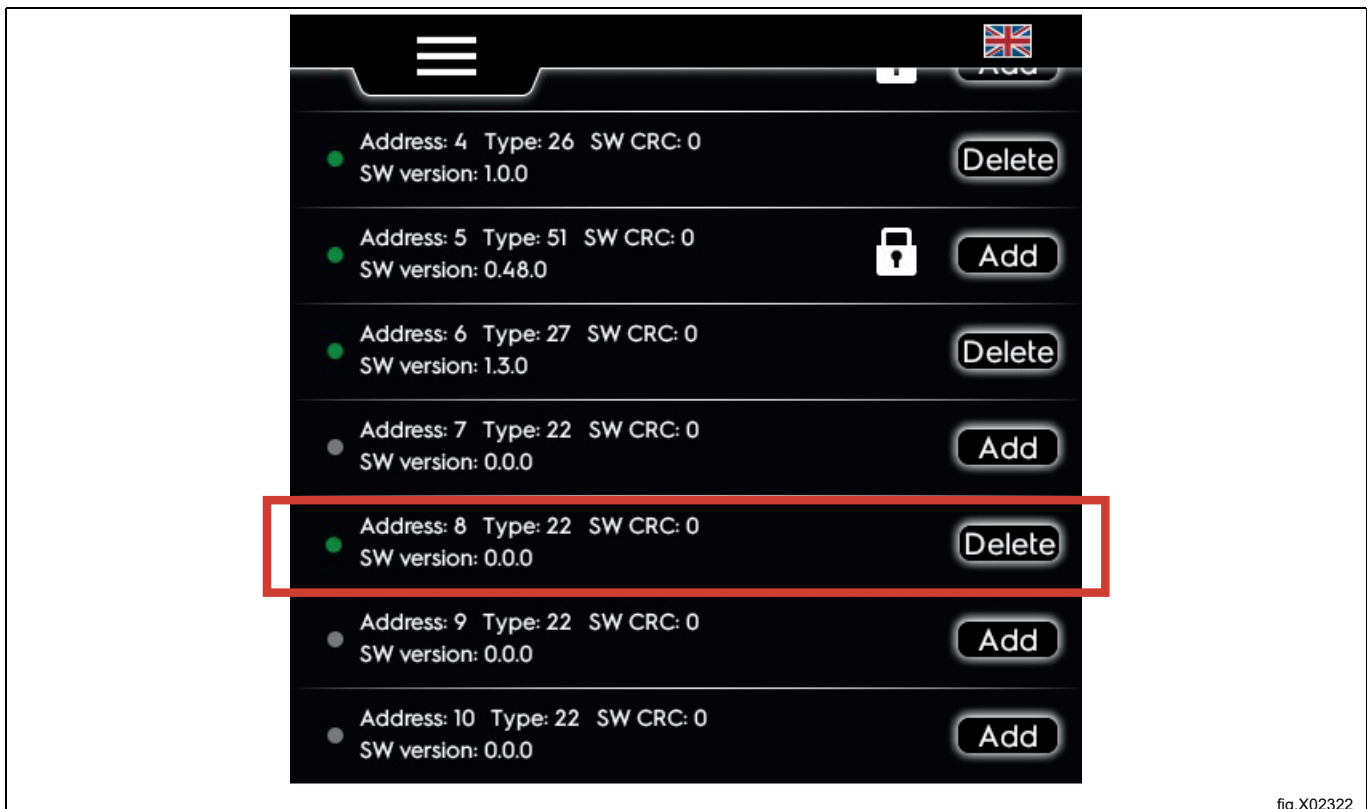 Add
Address: 4 Type: 26 SW CRC: 0
SW version: 1.0.0
Delete
Address: 5 Type: 51 SW CRC: 0
SW version: 0.48.0
Add
Address: 6 Type: 27 SW CRC: 0
SW version: 1.3.0
Delete
Address: 7 Type: 22 SW CRC: 0
SW version: 0.0.0
Add
Address: 8 Type: 22 SW CRC: 0
SW version: 0.0.0
Delete
Address: 9 Type: 22 SW CRC: 0
SW version: 0.0.0
Add
Address: 10 Type: 22 SW CRC: 0
SW version: 0.0.0
Add
fig.X02322